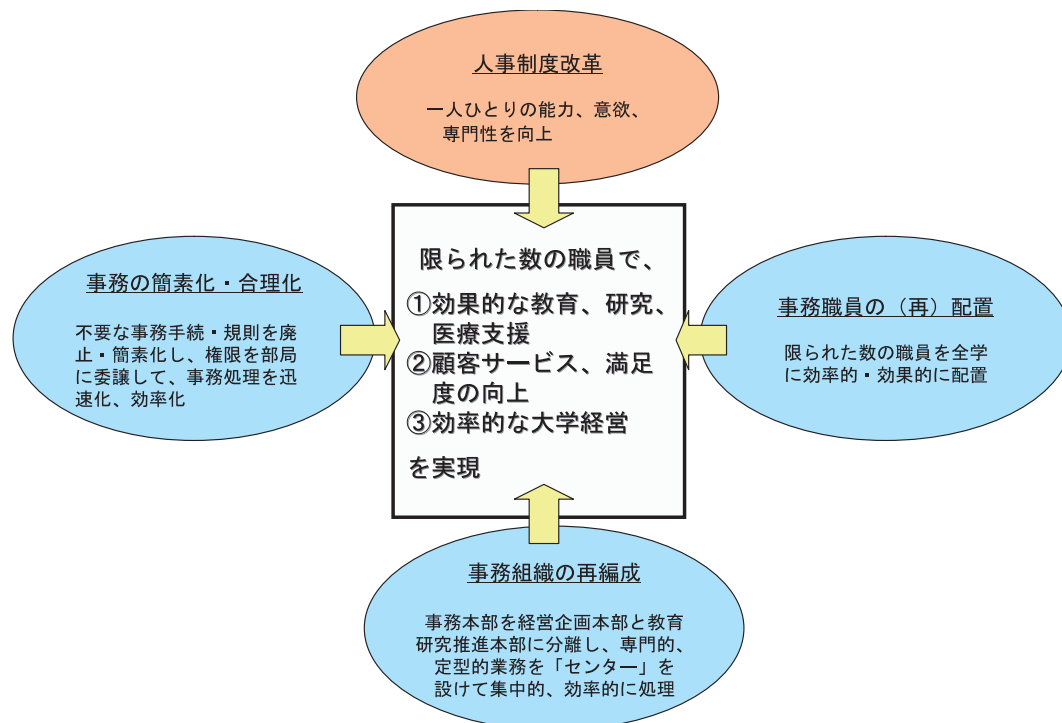 人事制度改革
一人ひとりの能力、意欲、
専門性を向上
事務の簡素化・合理化
不要な事務手続・規則を廃
止・簡素化し、権限を部局
に委譲して、事務処理を迅
速化、効率化
限られた数の職員で、
①効果的な教育、研究、
医療支援
②顧客サービス、満足
度の向上
③効率的な大学経営
を実現
事務職員の（再）配置
限られた数の職員を全学
に効率的・効果的に配置
事務組織の再編成
事務本部を経営企画本部と教育
研究推進本部に分離し、専門的、
定型的業務を「センター」を
設けて集中的、効率的に処理